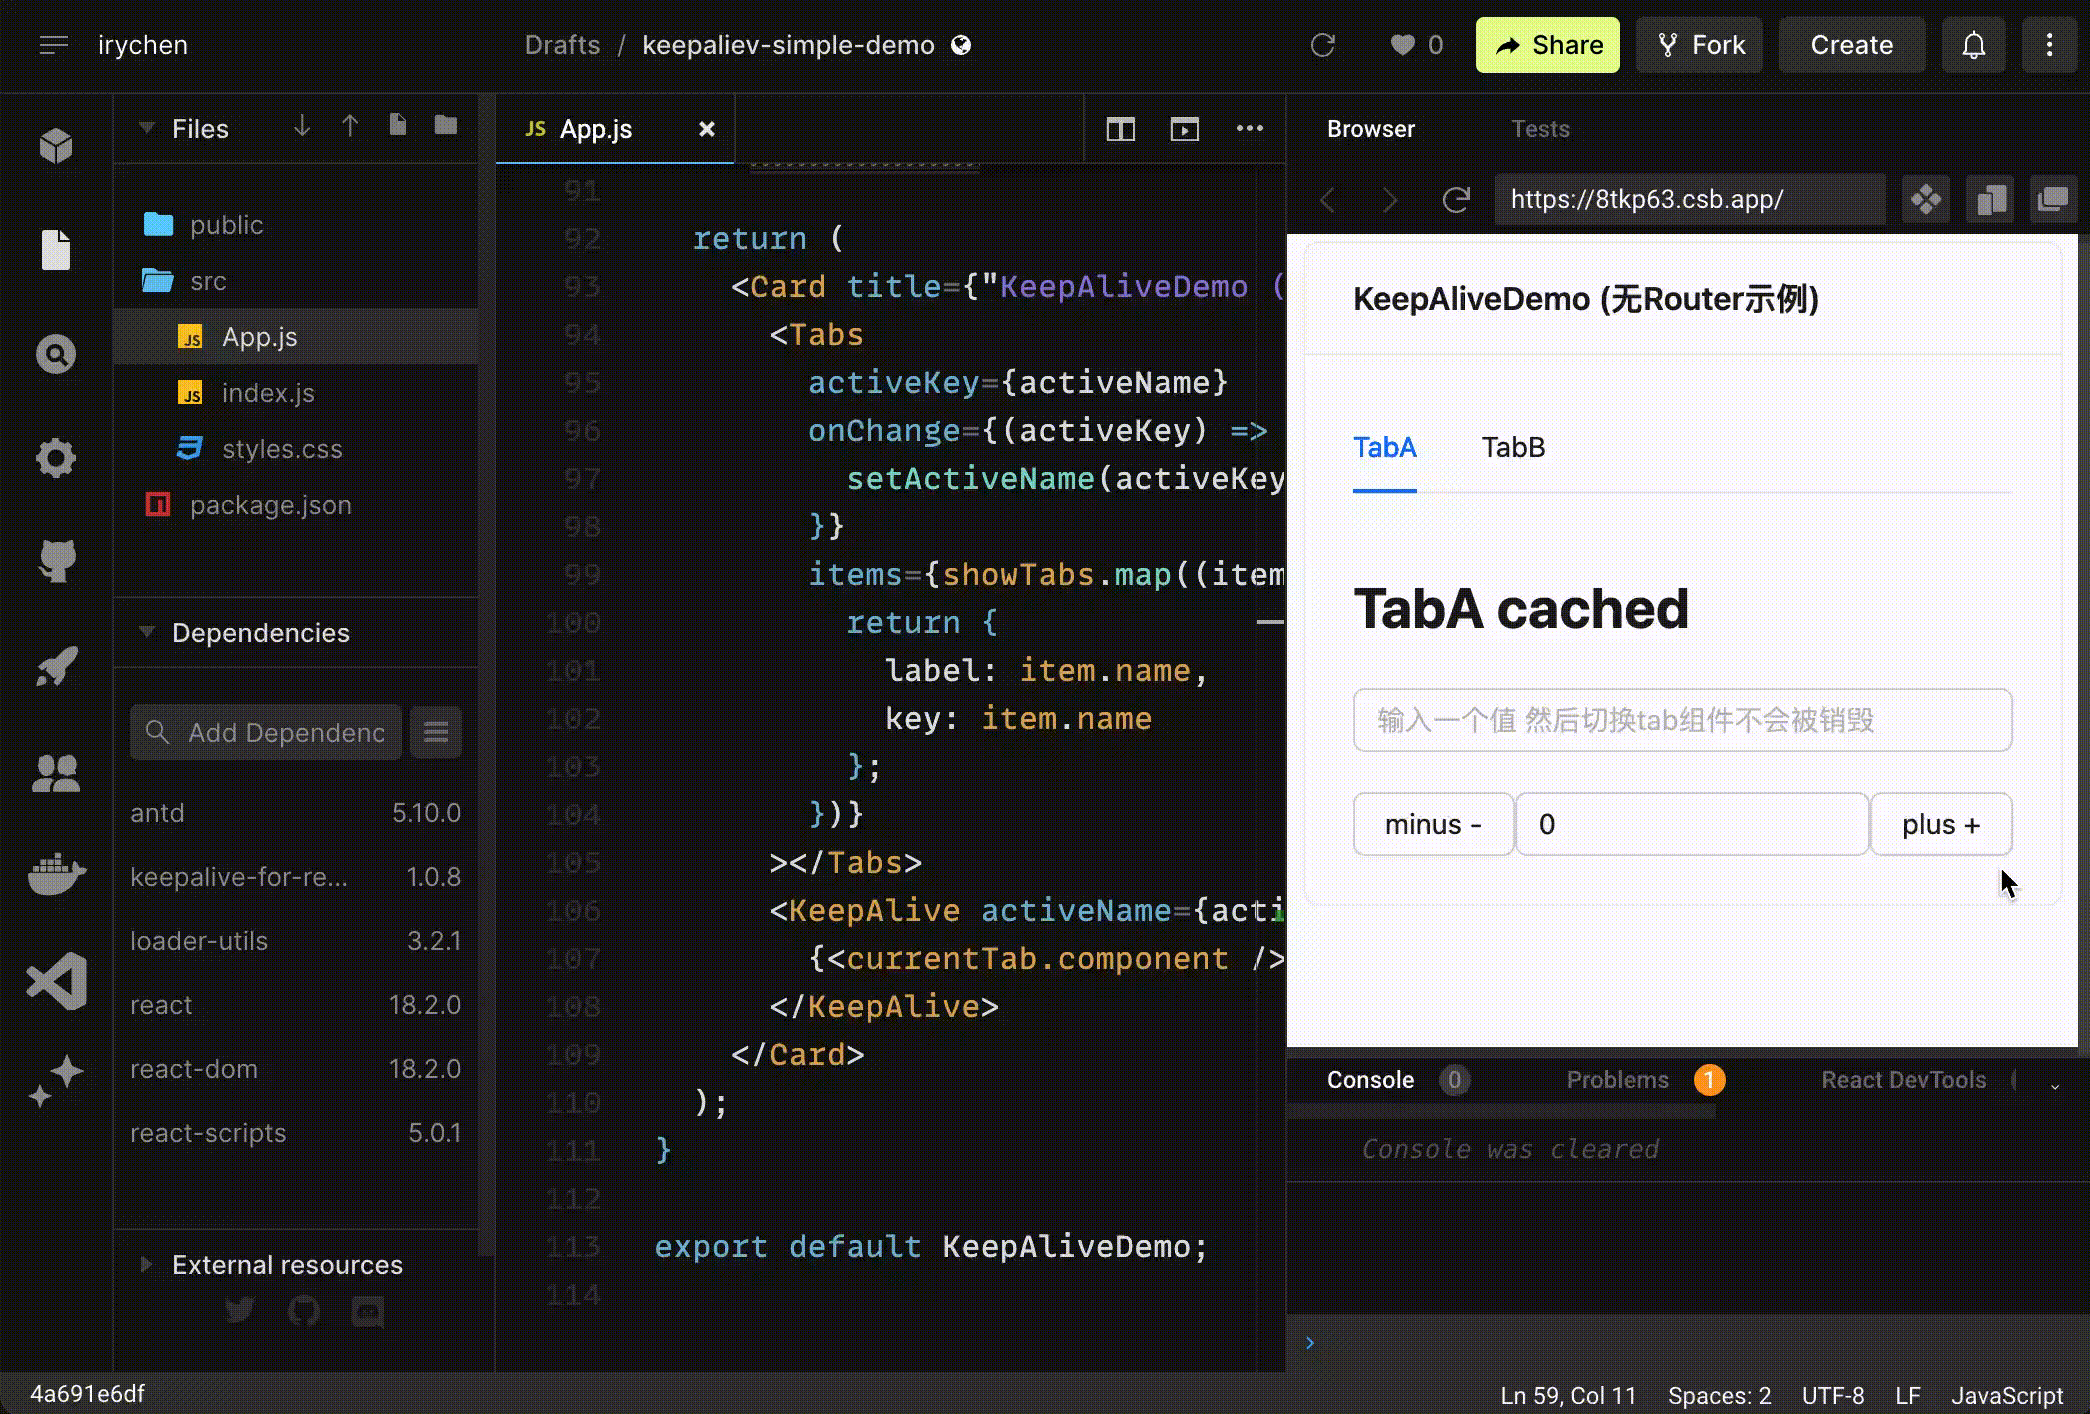 irychen
Drafts / keepaliev-simple-demo
0
Share
Fork
Create
Files
public
src
JS App.js
JS index.js
styles.css
package.json
Dependencies
Add Dependenc
antd 5.10.0
keepalive-for-re... 1.0.8
loader-utils 3.2.1
react 18.2.0
react-dom 18.2.0
react-scripts 5.0.1
External resources
JS App.js
91
92 return (
93 <Card title={"KeepAliveDemo (
94 <Tabs
95 activeKey={activeName}
96 onChange={(activeKey) =>
97 setActiveName(activeKey
98 }}
99 items={showTabs.map((item
100 return {
101 label: item.name,
102 key: item.name
103 };
104 })}
105 ></Tabs>
106 <KeepAlive activeName={acti
107 {<currentTab.component />
108 </KeepAlive>
109 </Card>
110 );
111 }
112
113 export default KeepAliveDemo;
114
Browser Tests
https://8tkp63.csb.app/
KeepAliveDemo (无Router示例)
TabA TabB
TabA cached
输入一个值 然后切换tab组件不会被销毁
minus - 0 plus +
Console 0 Problems 1 React DevTools
Console was cleared
4a691e6df
Ln 59, Col 11 Spaces: 2 UTF-8 LF JavaScript